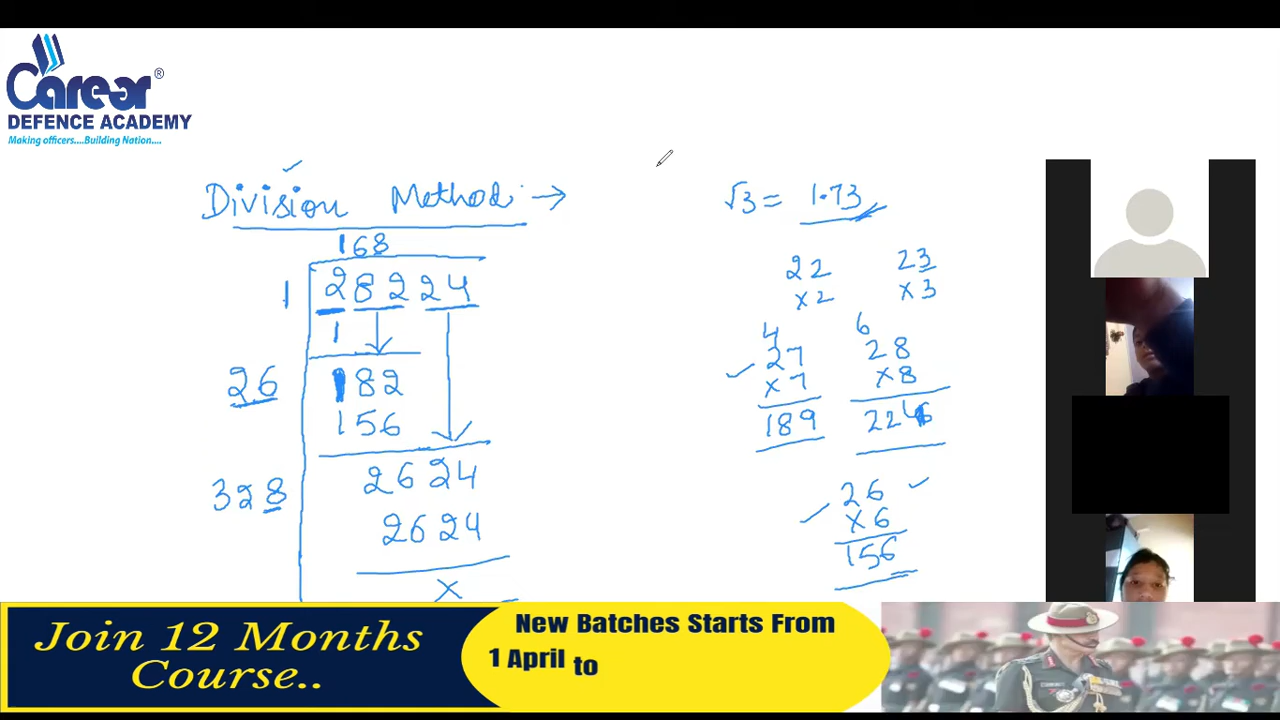 Carear®
DEFENCE ACADEMY
Making officers....Building Nation....
Division Method →
168
1 28224
1
26 182
156
328 2624
2624
x
√3 = 1.73
22 23
x2 x3
4 6
27 28
x7 x8
189 224
26
x6
156
Join 12 Months
Course..
New Batches Starts From
1 April to